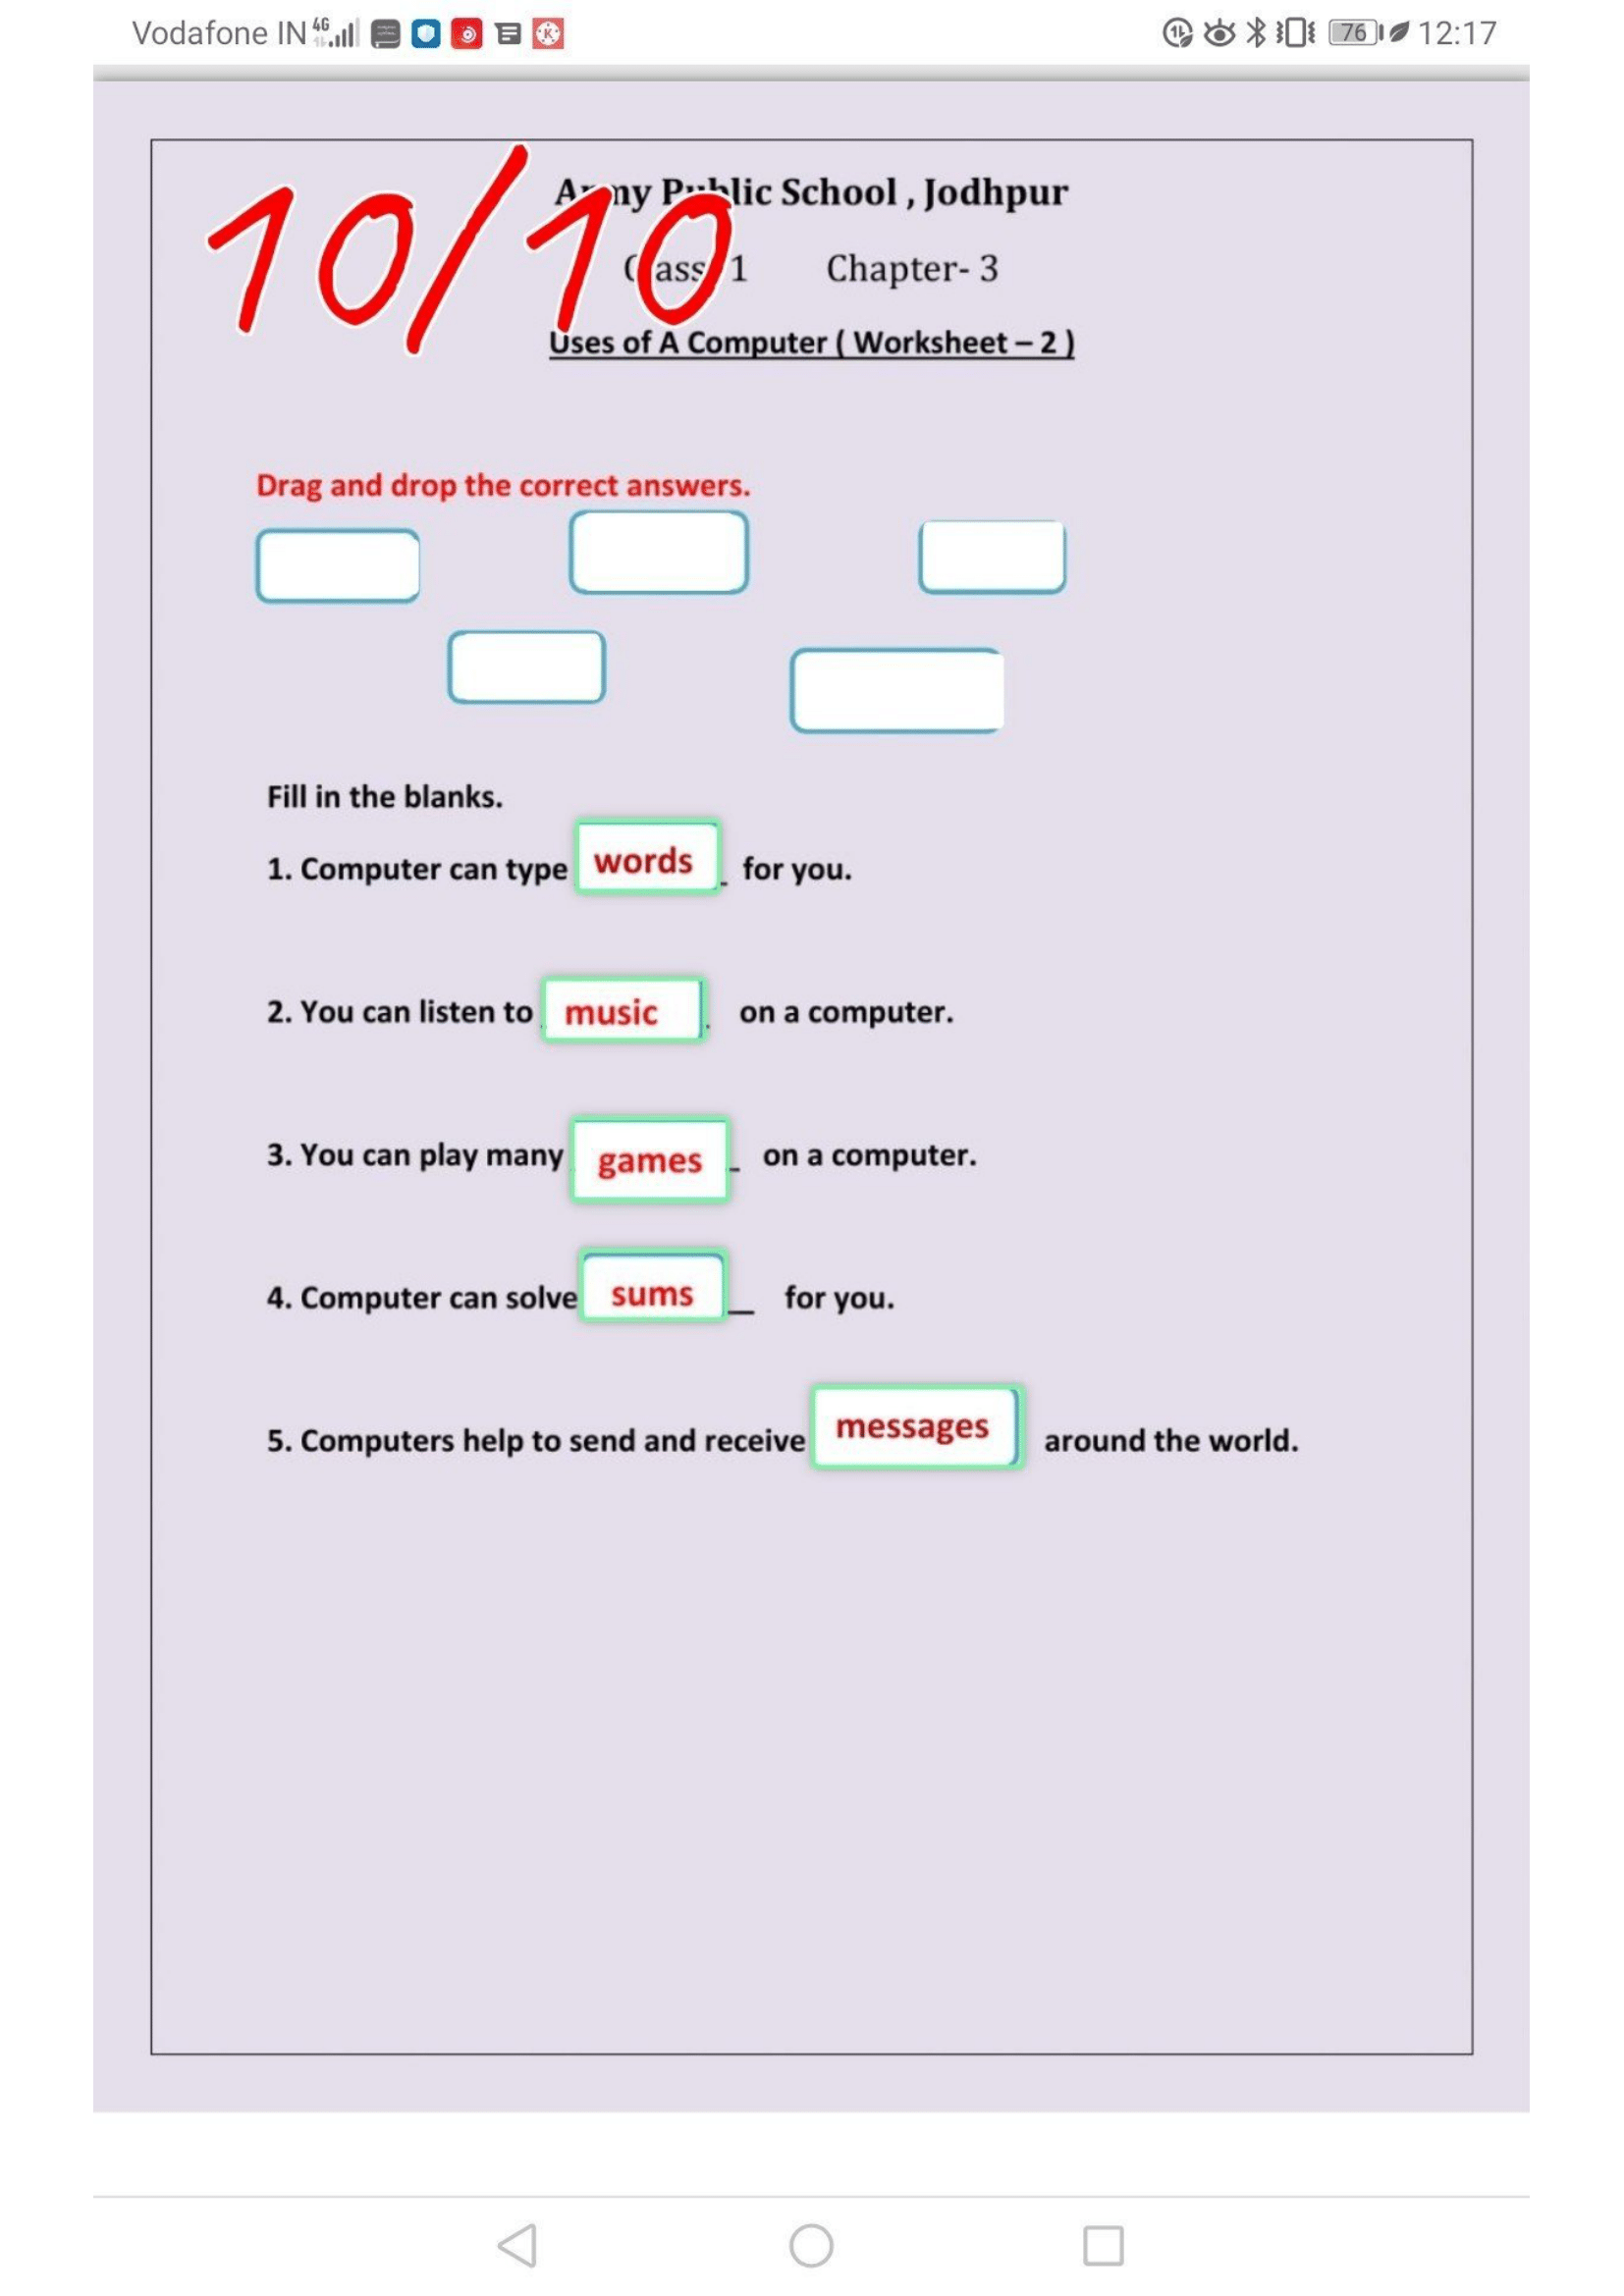 Vodafone IN 4G 76 12:17
10/10
Army Public School , Jodhpur
Class 1 Chapter- 3
Uses of A Computer ( Worksheet – 2 )
Drag and drop the correct answers.
Fill in the blanks.
1. Computer can type words for you.
2. You can listen to music on a computer.
3. You can play many games on a computer.
4. Computer can solve sums for you.
5. Computers help to send and receive messages around the world.